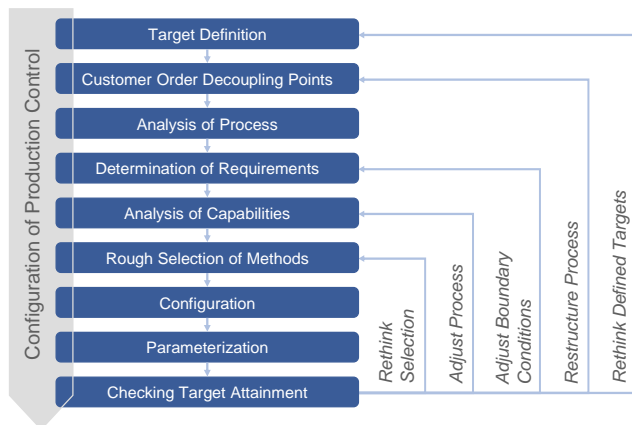 Configuration of Production Control
Target Definition
Customer Order Decoupling Points
Analysis of Process
Determination of Requirements
Analysis of Capabilities
Rough Selection of Methods
Configuration
Parameterization
Checking Target Attainment
Rethink
Selection
Adjust Process
Adjust Boundary
Conditions
Restructure Process
Rethink Defined Targets